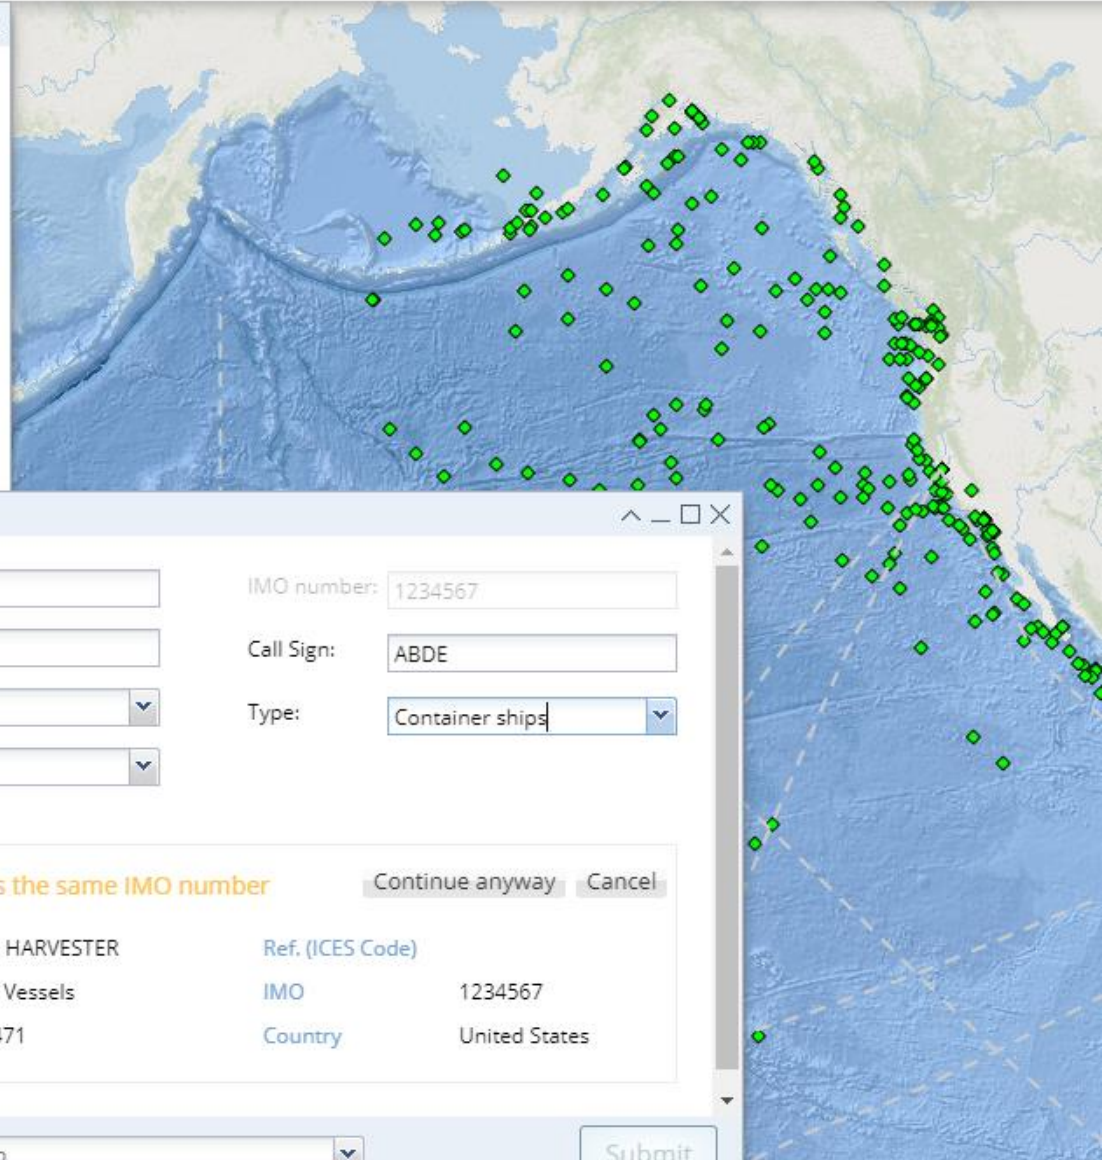 IMO number: 1234567
Call Sign: ABDE
Type: Container ships
the same IMO number Continue anyway Cancel
HARVESTER Ref. (ICES Code)
Vessels IMO 1234567
471 Country United States
Submit